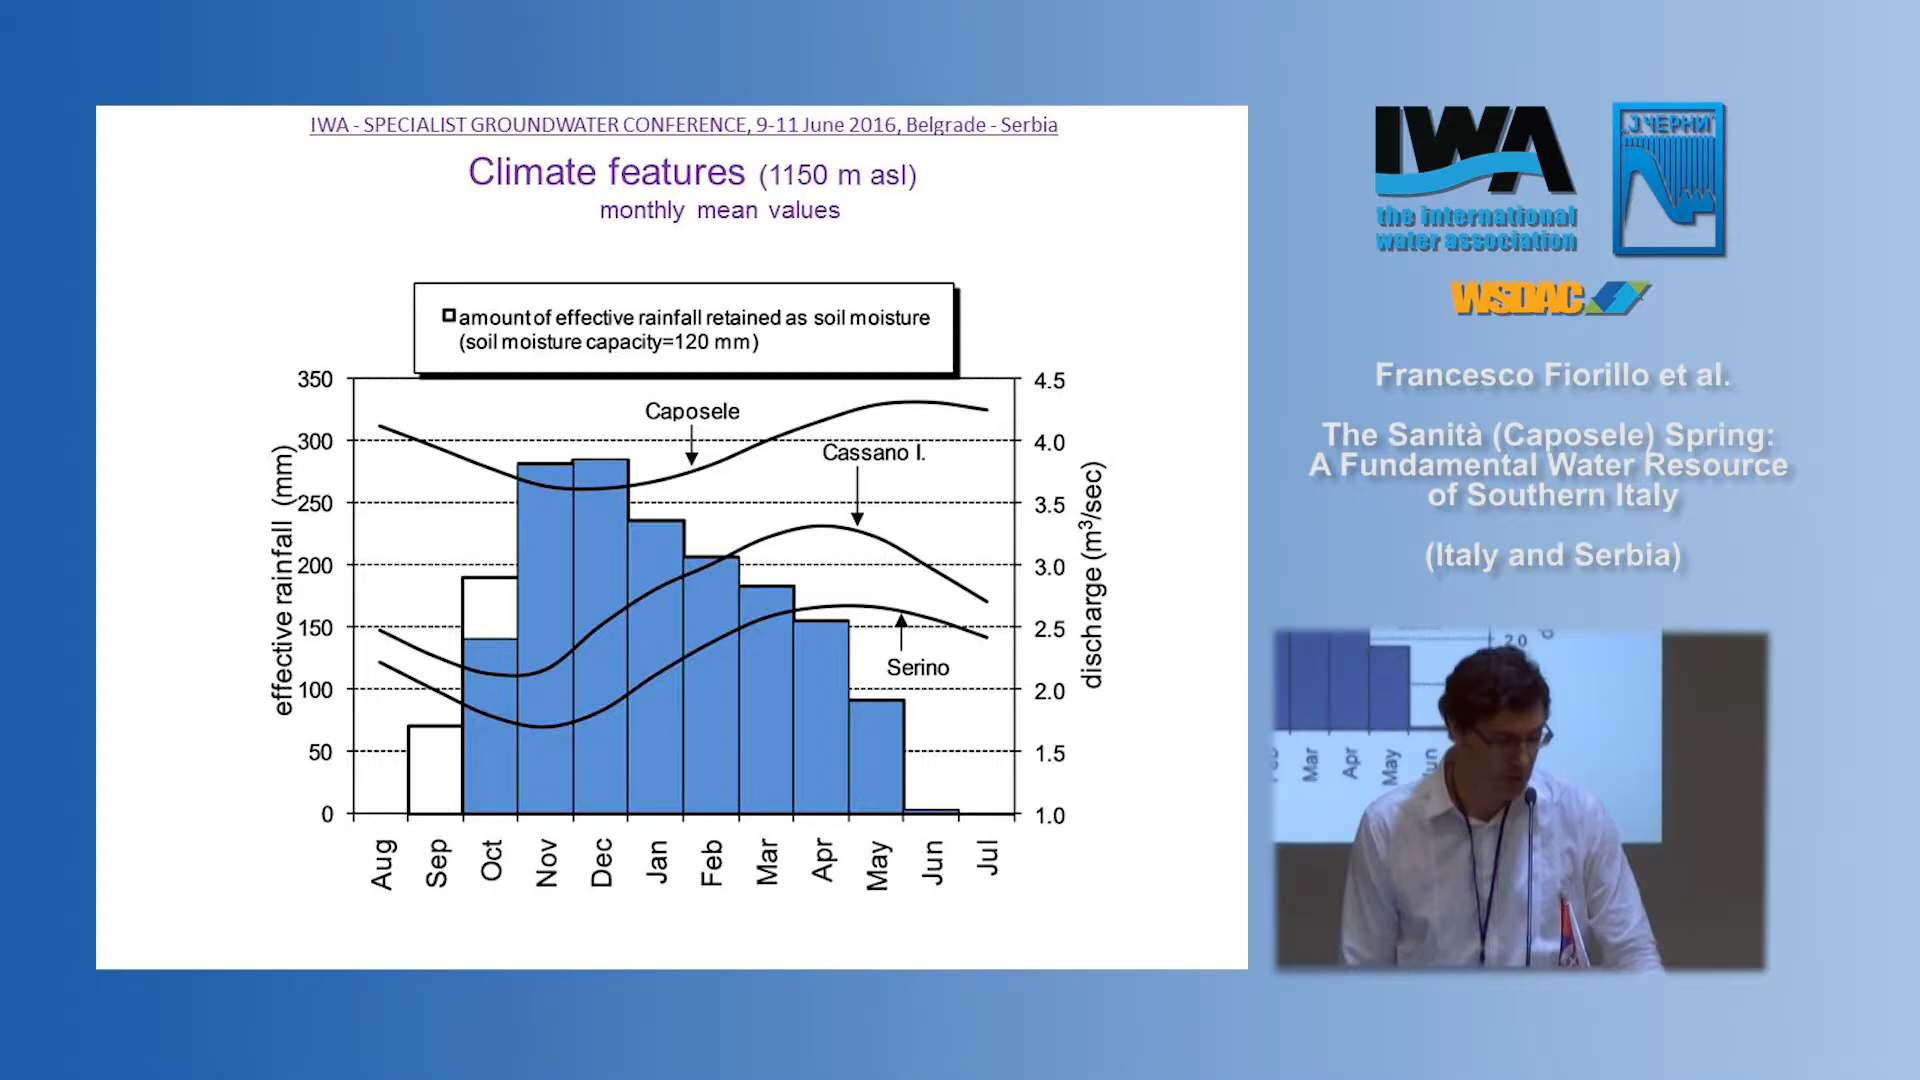 IWA - SPECIALIST GROUNDWATER CONFERENCE, 9-11 June 2016, Belgrade - Serbia
Climate features (1150 m asl)
monthly mean values
amount of effective rainfall retained as soil moisture
(soil moisture capacity=120 mm)
350
300
250
200
150
100
50
0
effective rainfall (mm)
4.5
4.0
3.5
3.0
2.5
2.0
1.5
1.0
discharge (m³/sec)
Caposele
Cassano I.
Serino
Aug
Sep
Oct
Nov
Dec
Jan
Feb
Mar
Apr
May
Jun
Jul
IWA
the international
water association
"J.ЧЕРНИ"
WSDAC
Francesco Fiorillo et al.
The Sanità (Caposele) Spring:
A Fundamental Water Resource
of Southern Italy
(Italy and Serbia)
20
Mar
Apr
May